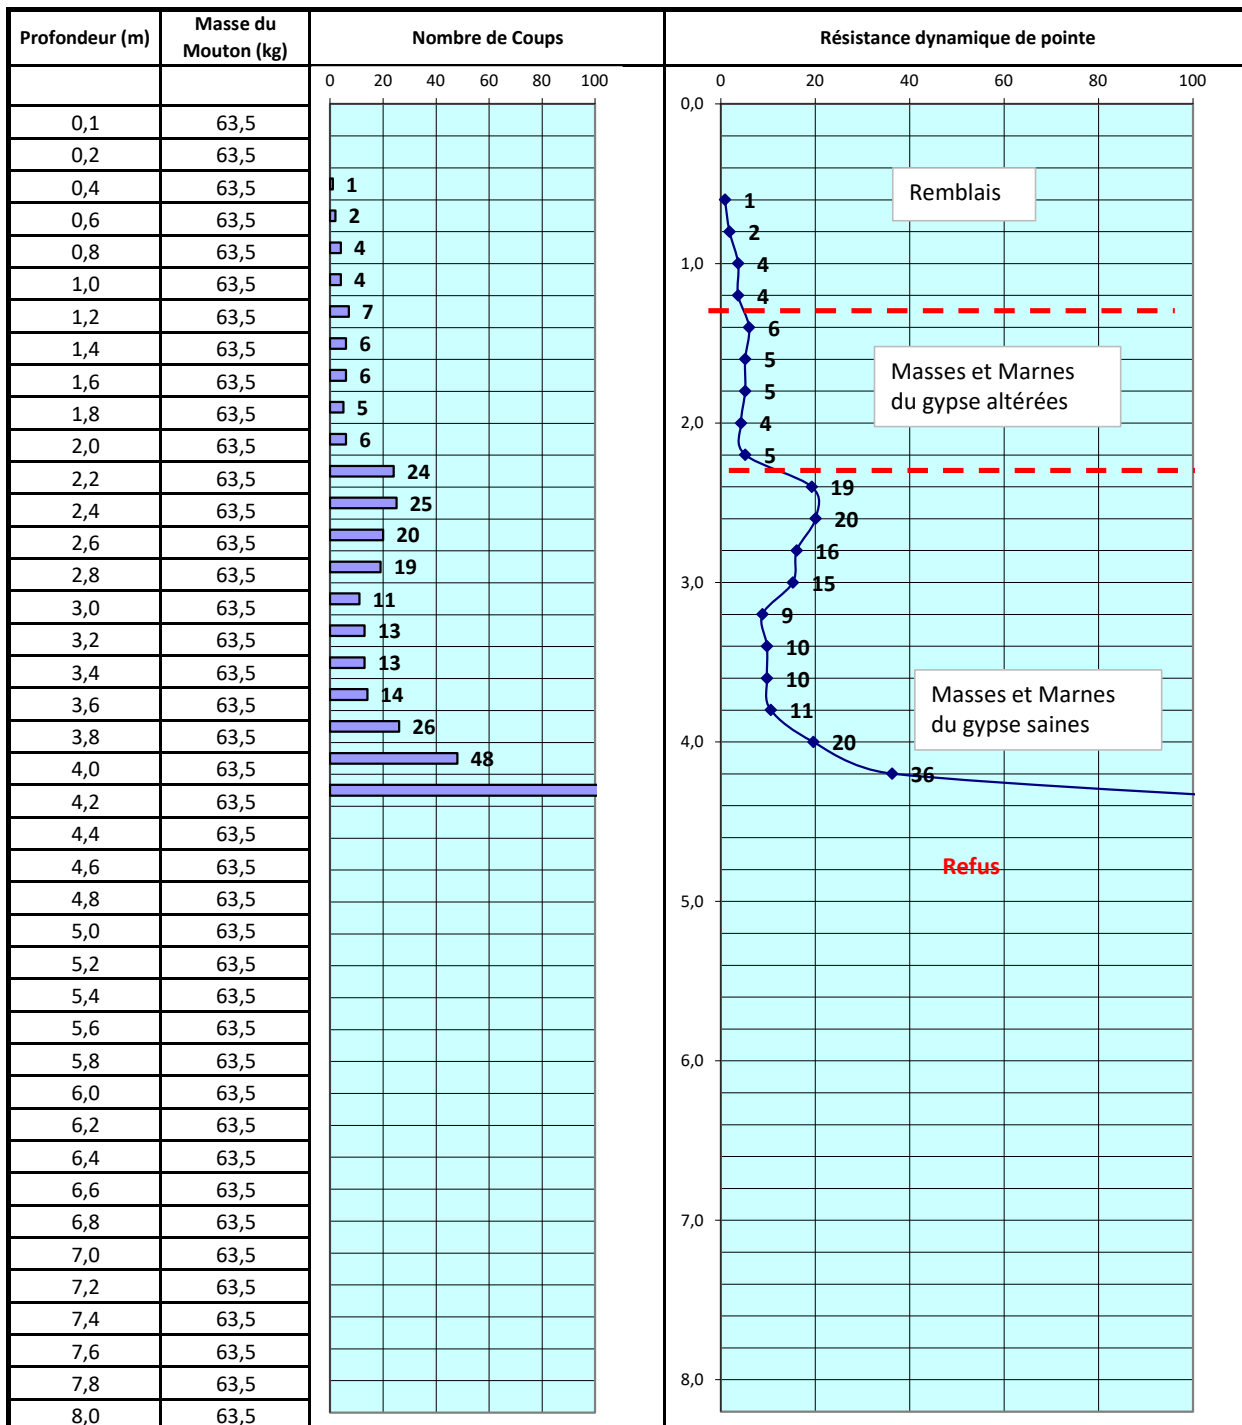 Profondeur (m) Masse du Mouton (kg) Nombre de Coups Résistance dynamique de pointe
0 20 40 60 80 100 0 20 40 60 80 100
0,0
0,1 63,5
0,2 63,5
0,4 63,5 1 Remblais
1
0,6 63,5 2
2
0,8 63,5 4
1,0 4
1,0 63,5 4
4
1,2 63,5 7
6
1,4 63,5 6
5
1,6 63,5 6 Masses et Marnes
5
1,8 63,5 5 du gypse altérées
2,0 4
2,0 63,5 6
5
2,2 63,5 24
19
2,4 63,5 25
20
2,6 63,5 20
16
2,8 63,5 19
3,0 15
3,0 63,5 11
9
3,2 63,5 13
10
3,4 63,5 13
10
3,6 63,5 14 Masses et Marnes
11
3,8 63,5 26 du gypse saines
4,0 20
4,0 63,5 48
36
4,2 63,5
4,4 63,5
4,6 63,5 Refus
4,8 63,5
5,0
5,0 63,5
5,2 63,5
5,4 63,5
5,6 63,5
5,8 63,5
6,0
6,0 63,5
6,2 63,5
6,4 63,5
6,6 63,5
6,8 63,5
7,0
7,0 63,5
7,2 63,5
7,4 63,5
7,6 63,5
7,8 63,5
8,0
8,0 63,5